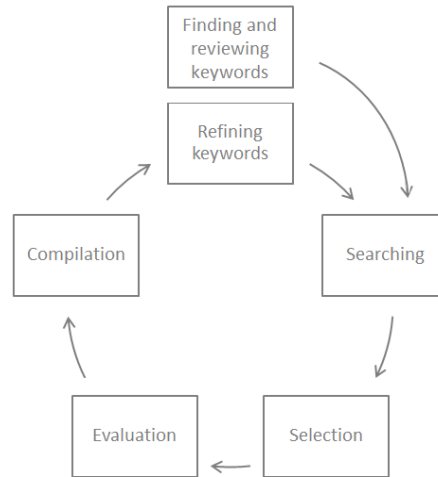 Finding and
reviewing
keywords
Refining
keywords
Compilation
Searching
Evaluation
Selection